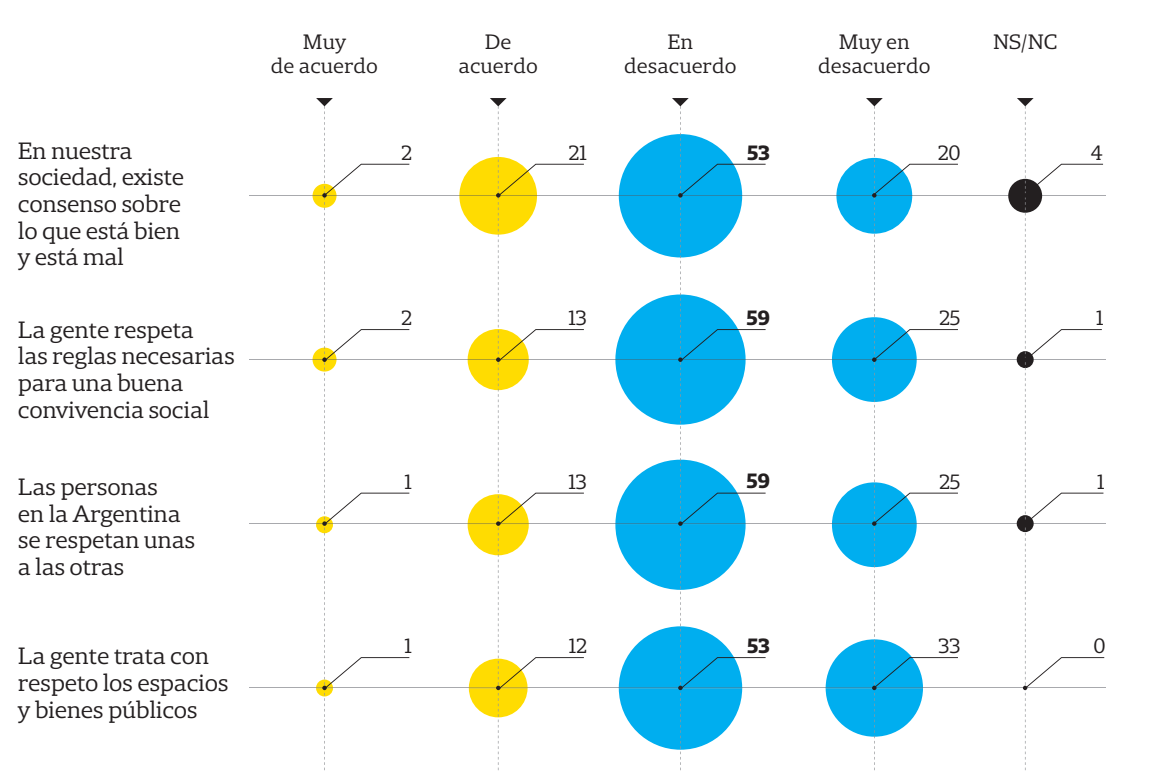 Muy
de acuerdo
De
acuerdo
En
desacuerdo
Muy en
desacuerdo
NS/NC
En nuestra
sociedad, existe
consenso sobre
lo que está bien
y está mal
2
21
53
20
4
La gente respeta
las reglas necesarias
para una buena
convivencia social
2
13
59
25
1
Las personas
en la Argentina
se respetan unas
a las otras
1
13
59
25
1
La gente trata con
respeto los espacios
y bienes públicos
1
12
53
33
0